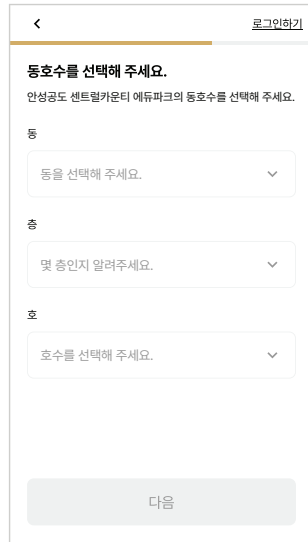 로그인하기
동호수를 선택해 주세요.
안성공도 센트럴카운티 에듀파크의 동호수를 선택해 주세요.
동
동을 선택해 주세요.
층
몇 층인지 알려주세요.
호
호수를 선택해 주세요.
다음